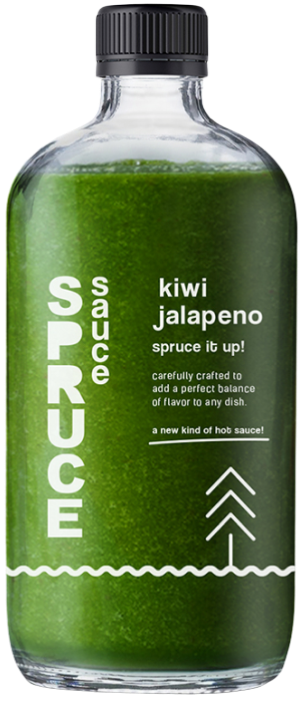 SPRUCE
sauce
kiwi
jalapeno
spruce it up!
carefully crafted to
add a perfect balance
of flavor to any dish.
a new kind of hot sauce!